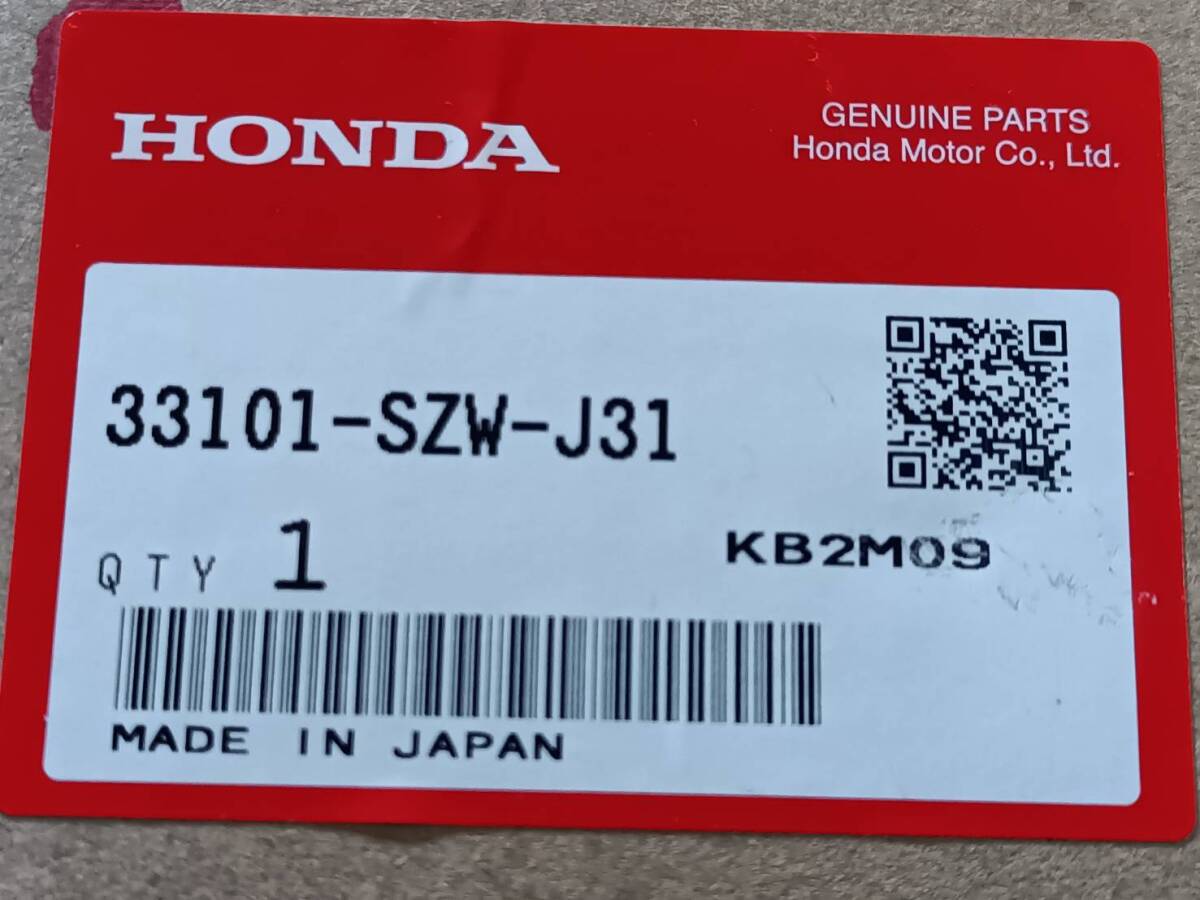 HONDA
GENUINE PARTS
Honda Motor Co., Ltd.
33101-SZW-J31
QTY 1
KB2M09
MADE IN JAPAN